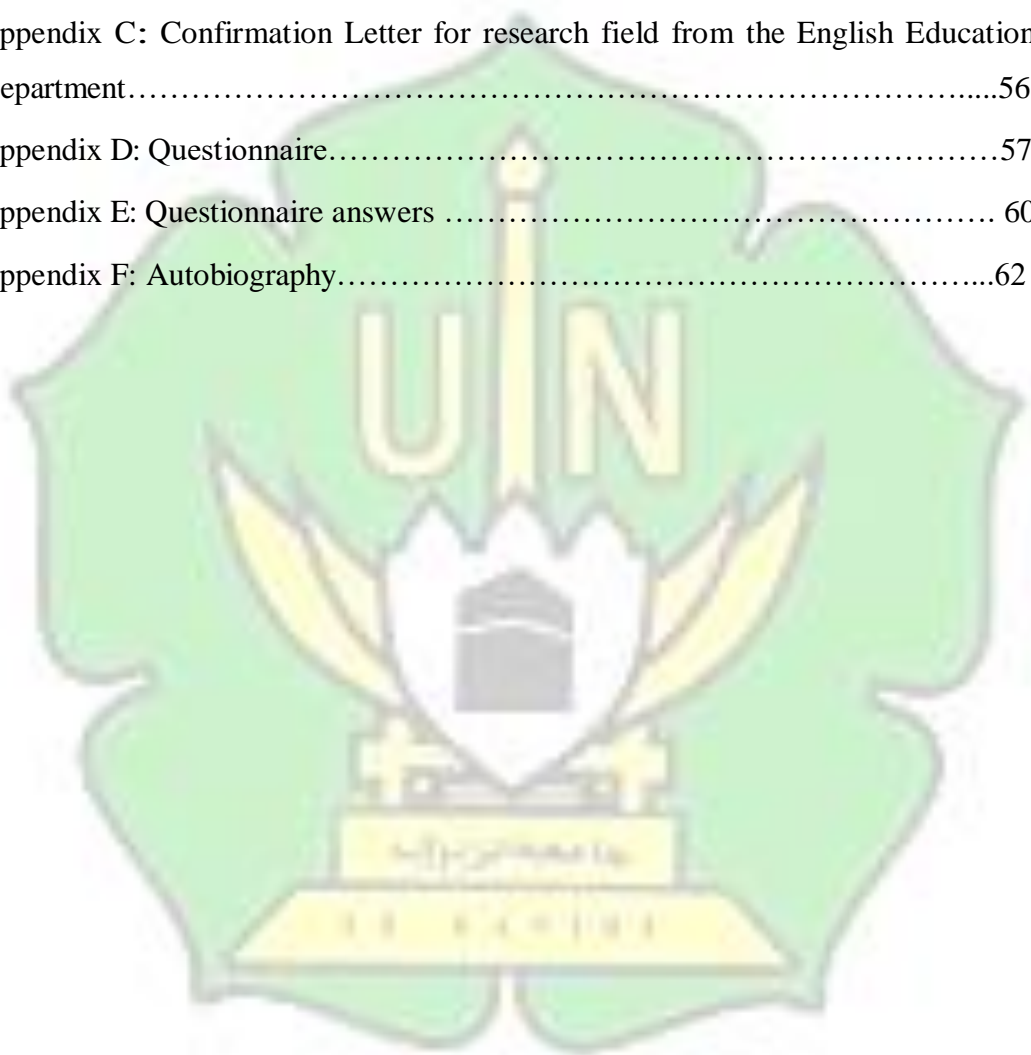 ppendix C: Confirmation Letter for research field from the English Education
epartment…………………………………………………………………………....56
ppendix D: Questionnaire……………………………………………………57
ppendix E: Questionnaire answers ……………………………………………… 60
ppendix F: Autobiography…………………………………………………………...62
UIN